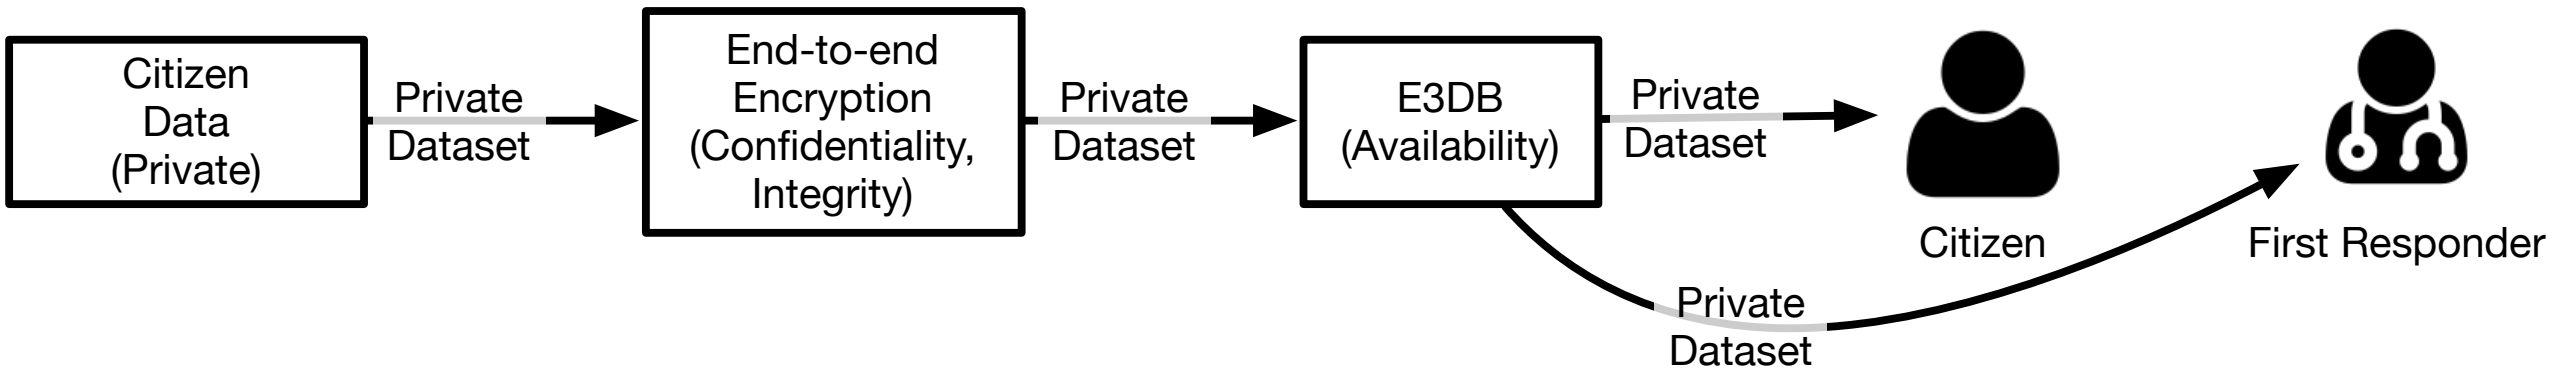 Citizen
Data
(Private)
Private
Dataset
End-to-end
Encryption
(Confidentiality,
Integrity)
Private
Dataset
E3DB
(Availability)
Private
Dataset
Citizen
First Responder
Private
Dataset